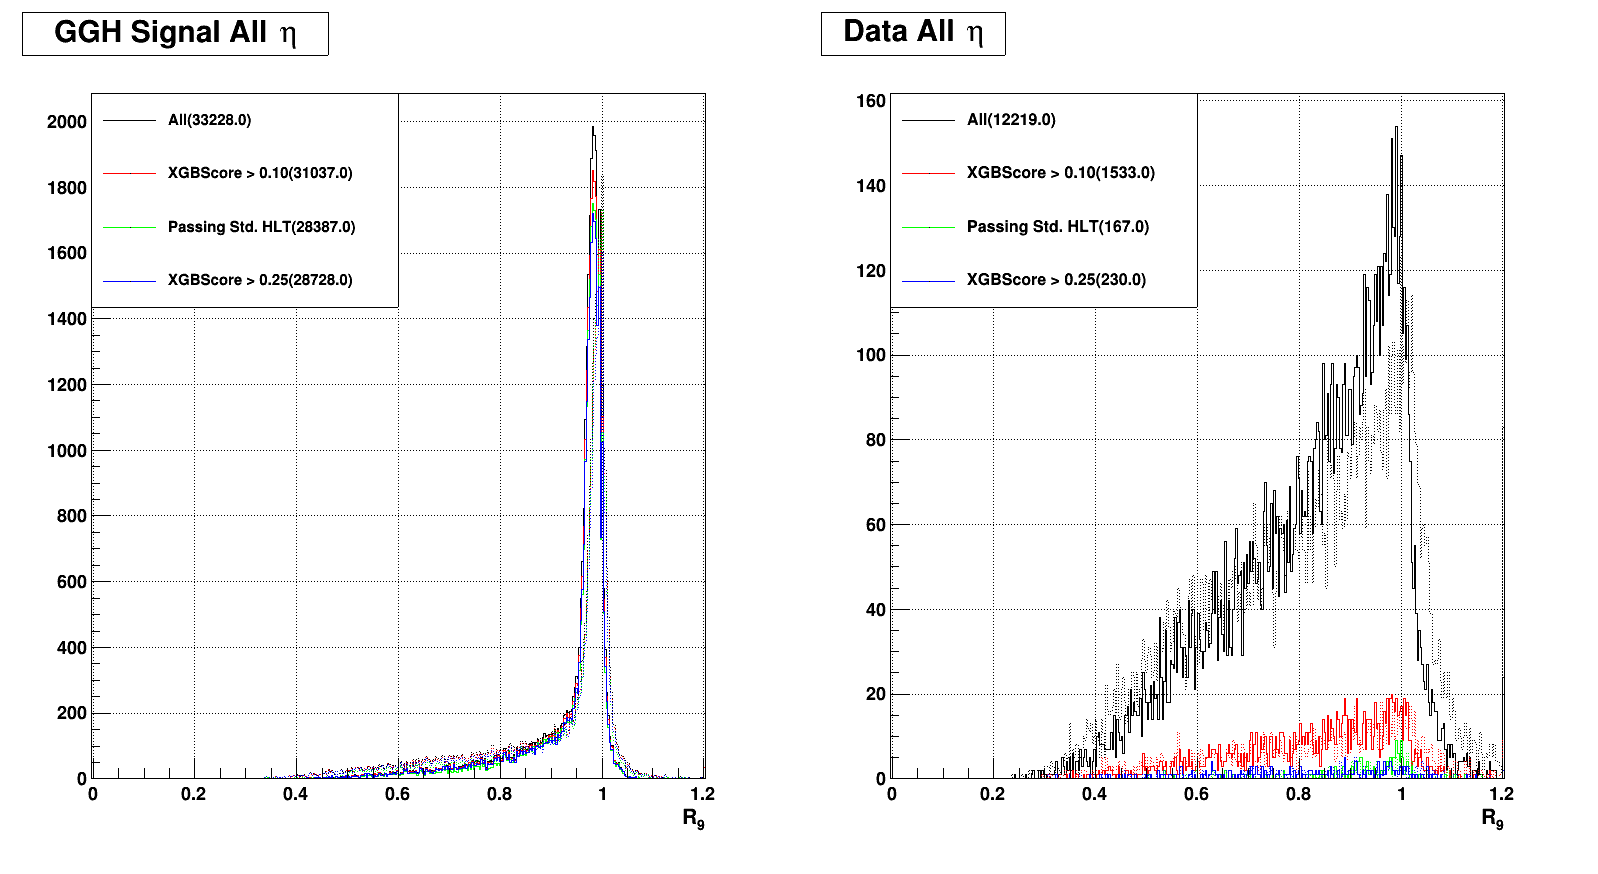 GGH Signal All η
All(33228.0)
XGBScore > 0.10(31037.0)
Passing Std. HLT(28387.0)
XGBScore > 0.25(28728.0)
2000
1800
1600
1400
1200
1000
800
600
400
200
0
0 0.2 0.4 0.6 0.8 1 1.2
R9
Data All η
All(12219.0)
XGBScore > 0.10(1533.0)
Passing Std. HLT(167.0)
XGBScore > 0.25(230.0)
160
140
120
100
80
60
40
20
0
0 0.2 0.4 0.6 0.8 1 1.2
R9